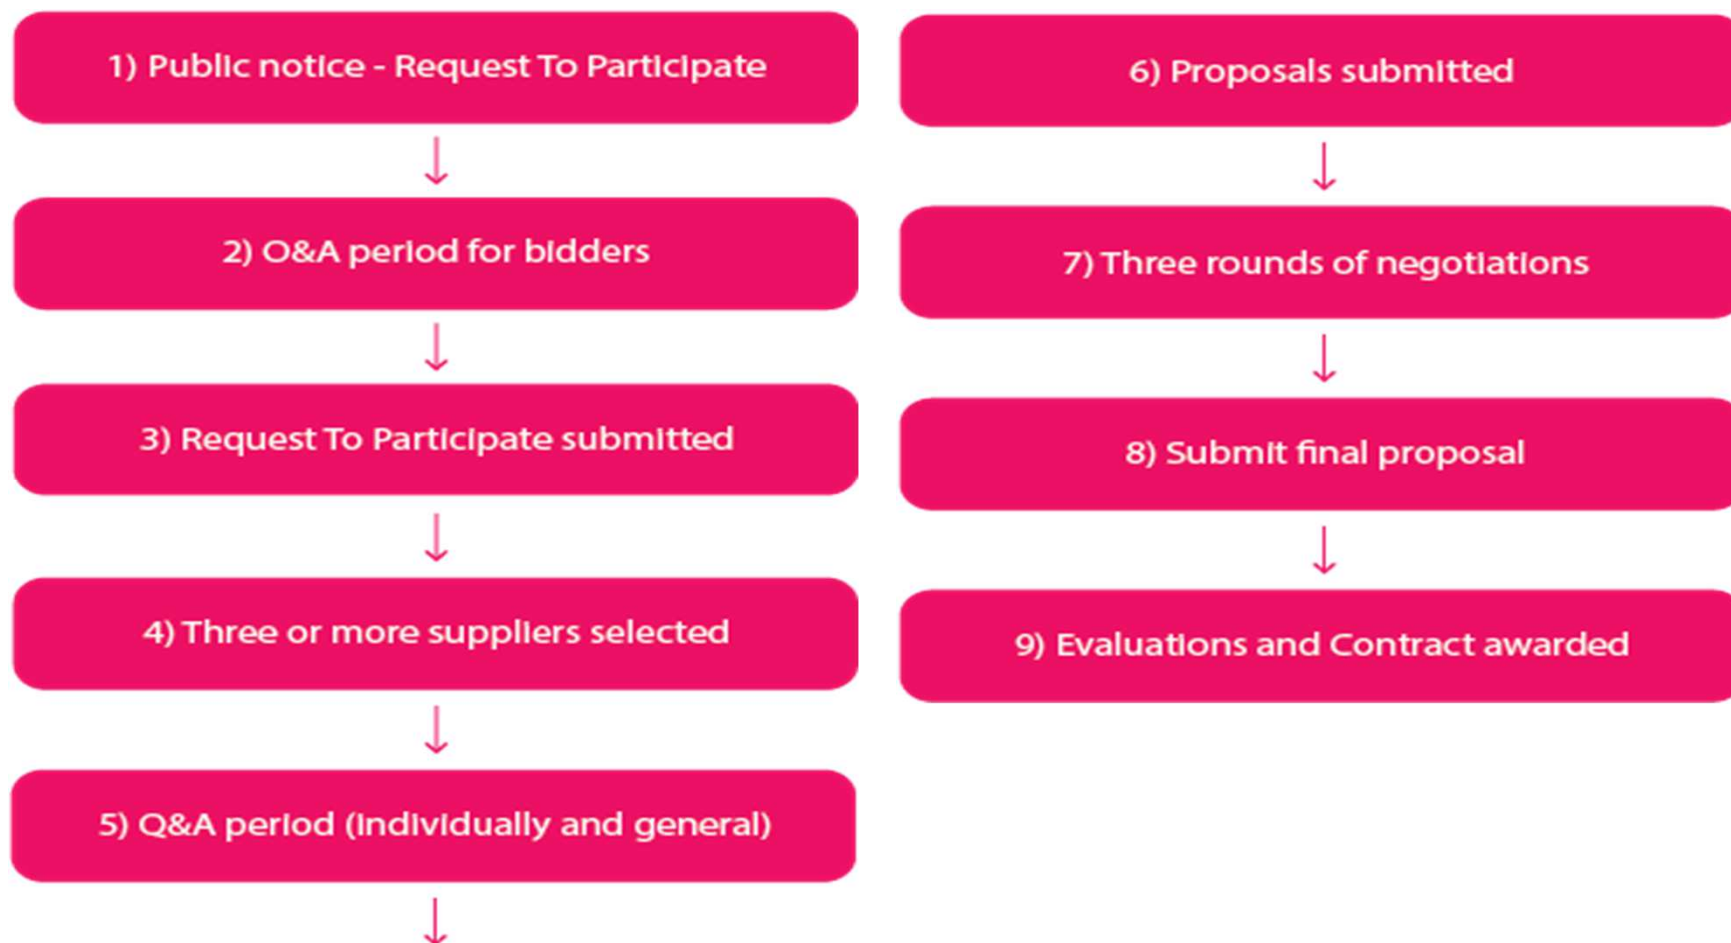 1) Public notice - Request To Participate
2) O&A period for bidders
3) Request To Participate submitted
4) Three or more suppliers selected
5) Q&A period (individually and general)
6) Proposals submitted
7) Three rounds of negotiations
8) Submit final proposal
9) Evaluations and Contract awarded